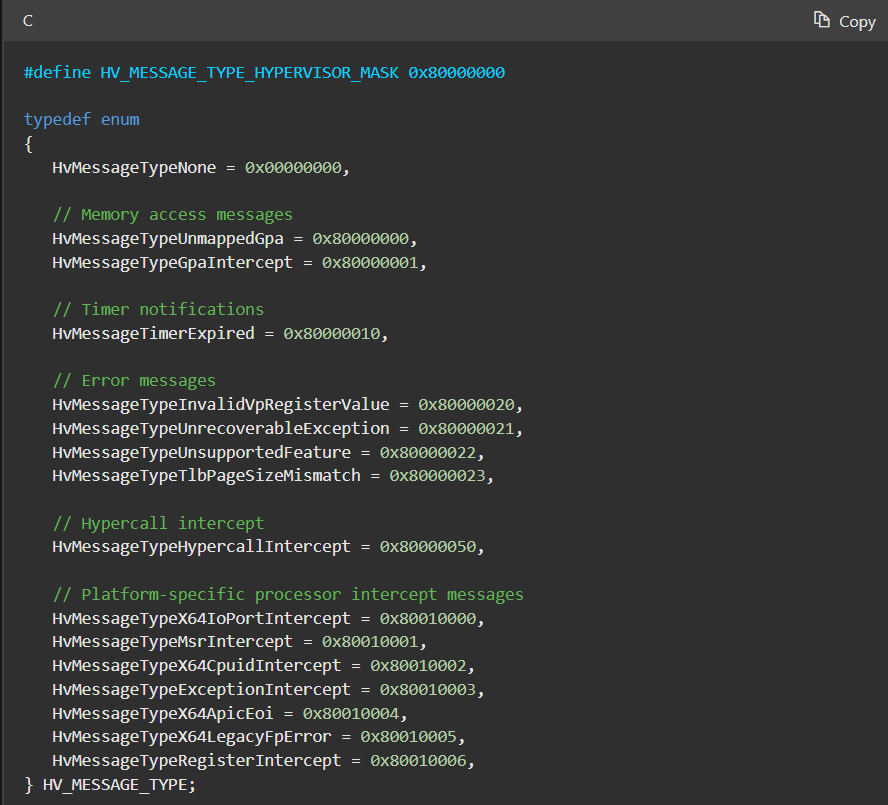 C
Copy
#define HV_MESSAGE_TYPE_HYPERVISOR_MASK 0x80000000
typedef enum
{
HvMessageTypeNone = 0x00000000,
// Memory access messages
HvMessageTypeUnmappedGpa = 0x80000000,
HvMessageTypeGpaIntercept = 0x80000001,
// Timer notifications
HvMessageTimerExpired = 0x80000010,
// Error messages
HvMessageTypeInvalidVpRegisterValue = 0x80000020,
HvMessageTypeUnrecoverableException = 0x80000021,
HvMessageTypeUnsupportedFeature = 0x80000022,
HvMessageTypeTlbPageSizeMismatch = 0x80000023,
// Hypercall intercept
HvMessageTypeHypercallIntercept = 0x80000050,
// Platform-specific processor intercept messages
HvMessageTypeX64IoPortIntercept = 0x80010000,
HvMessageTypeMsrIntercept = 0x80010001,
HvMessageTypeX64CpuidIntercept = 0x80010002,
HvMessageTypeExceptionIntercept = 0x80010003,
HvMessageTypeX64ApicEoi = 0x80010004,
HvMessageTypeX64LegacyFpError = 0x80010005,
HvMessageTypeRegisterIntercept = 0x80010006,
} HV_MESSAGE_TYPE;